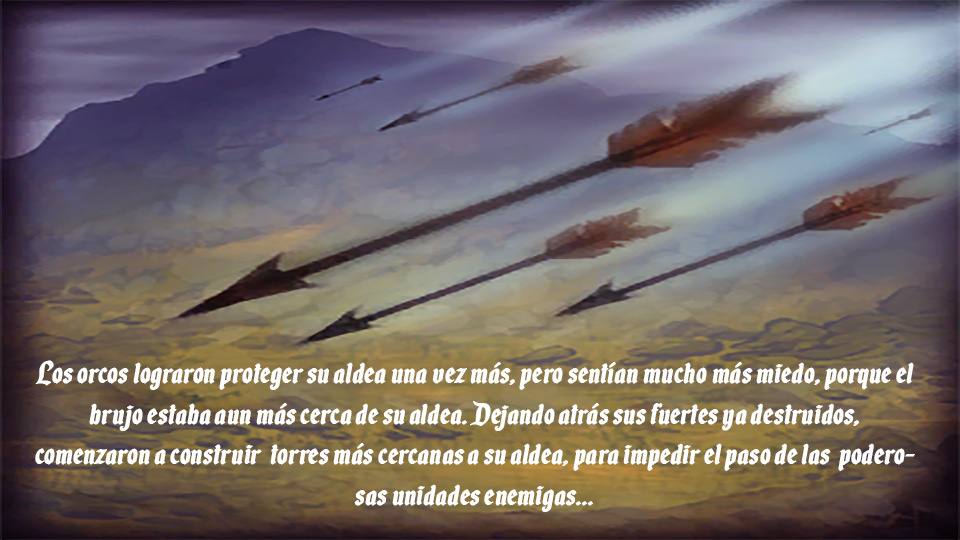 Los orcos lograron proteger su aldea una vez más, pero sentían mucho más miedo, porque el
brujo estaba aun más cerca de su aldea. Dejando atrás sus fuertes ya destruidos,
comenzaron a construir torres más cercanas a su aldea, para impedir el paso de las podero-
sas unidades enemigas...